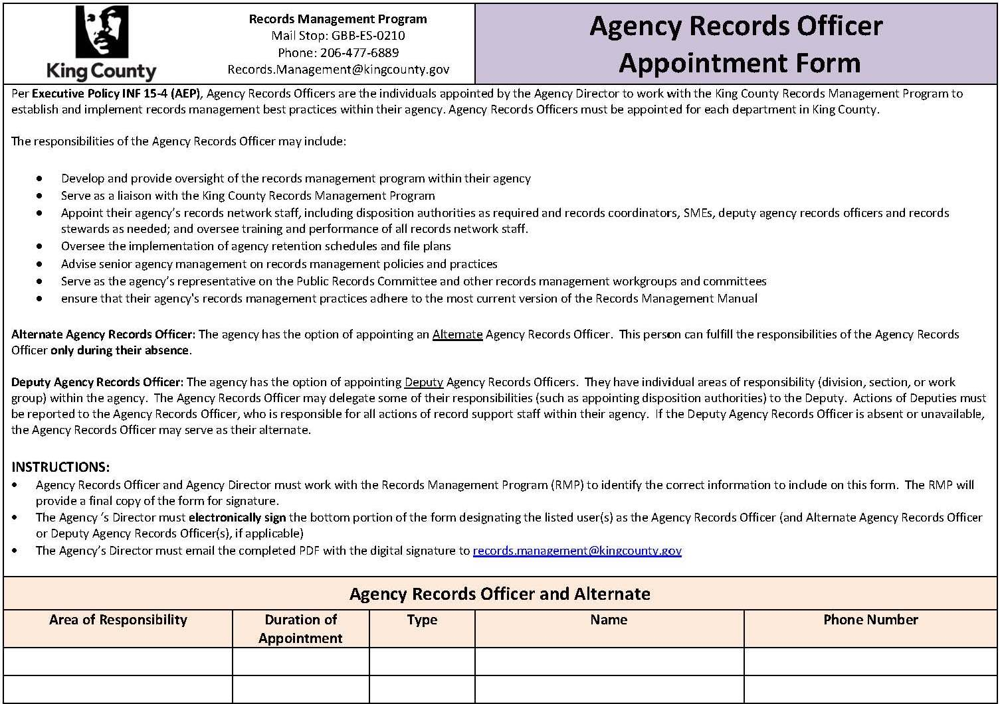 King County
Records Management Program
Mail Stop: GBB-ES-0210
Phone: 206-477-6889
Records.Management@kingcounty.gov
Agency Records Officer
Appointment Form
Per Executive Policy INF 15-4 (AEP), Agency Records Officers are the individuals appointed by the Agency Director to work with the King County Records Management Program to
establish and implement records management best practices within their agency. Agency Records Officers must be appointed for each department in King County.
The responsibilities of the Agency Records Officer may include:
• Develop and provide oversight of the records management program within their agency
• Serve as a liaison with the King County Records Management Program
• Appoint their agency’s records network staff, including disposition authorities as required and records coordinators, SMEs, deputy agency records officers and records
stewards as needed; and oversee training and performance of all records network staff.
• Oversee the implementation of agency retention schedules and file plans
• Advise senior agency management on records management policies and practices
• Serve as the agency’s representative on the Public Records Committee and other records management workgroups and committees
• ensure that their agency's records management practices adhere to the most current version of the Records Management Manual
Alternate Agency Records Officer: The agency has the option of appointing an Alternate Agency Records Officer. This person can fulfill the responsibilities of the Agency Records
Officer only during their absence.
Deputy Agency Records Officer: The agency has the option of appointing Deputy Agency Records Officers. They have individual areas of responsibility (division, section, or work
group) within the agency. The Agency Records Officer may delegate some of their responsibilities (such as appointing disposition authorities) to the Deputy. Actions of Deputies must
be reported to the Agency Records Officer, who is responsible for all actions of record support staff within their agency. If the Deputy Agency Records Officer is absent or unavailable,
the Agency Records Officer may serve as their alternate.
INSTRUCTIONS:
• Agency Records Officer and Agency Director must work with the Records Management Program (RMP) to identify the correct information to include on this form. The RMP will
provide a final copy of the form for signature.
• The Agency ‘s Director must electronically sign the bottom portion of the form designating the listed user(s) as the Agency Records Officer (and Alternate Agency Records Officer
or Deputy Agency Records Officer(s), if applicable)
• The Agency’s Director must email the completed PDF with the digital signature to records.management@kingcounty.gov
Agency Records Officer and Alternate
Area of Responsibility
Duration of
Appointment
Type
Name
Phone Number